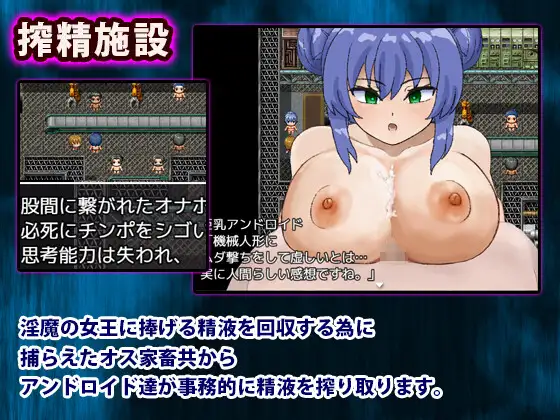 搾精施設
股間に繋がれたオナホ
必死にチンポをシゴい
思考能力は失われ、
巨乳アンドロイド
「機械人形に
ムダ撃ちをして虚しいとは…
実に人間らしい感想ですね。」
淫魔の女王に捧げる精液を回収する為に
捕らえたオス家畜共から
アンドロイド達が事務的に精液を搾り取ります。